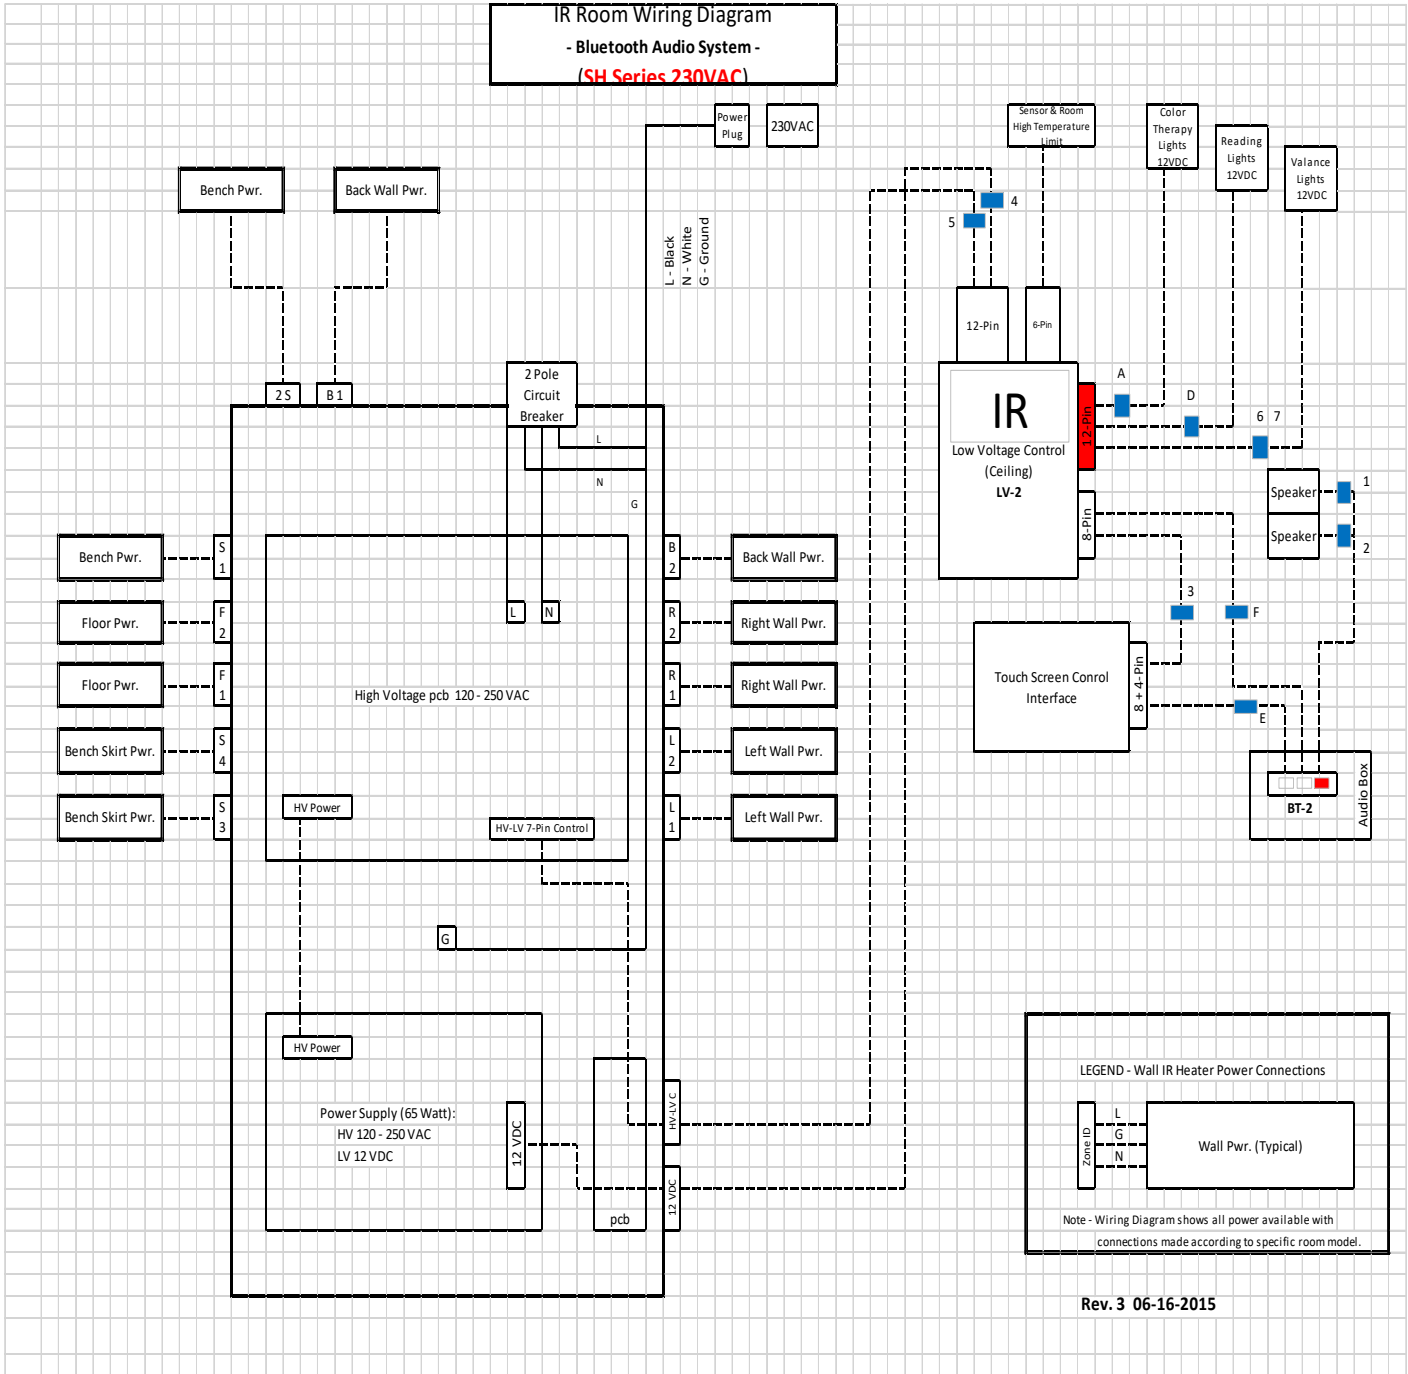 IR Room Wiring Diagram
- Bluetooth Audio System -
(SH Series 230VAC)
Power
Plug
230VAC
Sensor & Room
High Temperature
Limit
Color
Therapy
Lights
12VDC
Reading
Lights
12VDC
Valance
Lights
12VDC
Bench Pwr.
Back Wall Pwr.
4
5
L - Black
N - White
G - Ground
12-Pin
6-Pin
2 S
B 1
2 Pole
Circuit
Breaker
L
N
G
IR
Low Voltage Control
(Ceiling)
LV-2
12-Pin
8-Pin
A
D
6 7
Speaker
1
Speaker
2
Bench Pwr.
S
1
Floor Pwr.
F
2
Floor Pwr.
F
1
Bench Skirt Pwr.
S
4
Bench Skirt Pwr.
S
3
L
N
High Voltage pcb 120 - 250 VAC
HV Power
HV-LV 7-Pin Control
B
2
Back Wall Pwr.
R
2
Right Wall Pwr.
R
1
Right Wall Pwr.
L
2
Left Wall Pwr.
L
1
Left Wall Pwr.
3
F
Touch Screen Conrol
Interface
8 + 4-Pin
E
BT-2
Audio Box
G
HV Power
Power Supply (65 Watt):
HV 120 - 250 VAC
LV 12 VDC
12 VDC
pcb
HV-LV C
12 VDC
LEGEND - Wall IR Heater Power Connections
Zone ID
L
G
N
Wall Pwr. (Typical)
Note - Wiring Diagram shows all power available with
connections made according to specific room model.
Rev. 3 06-16-2015